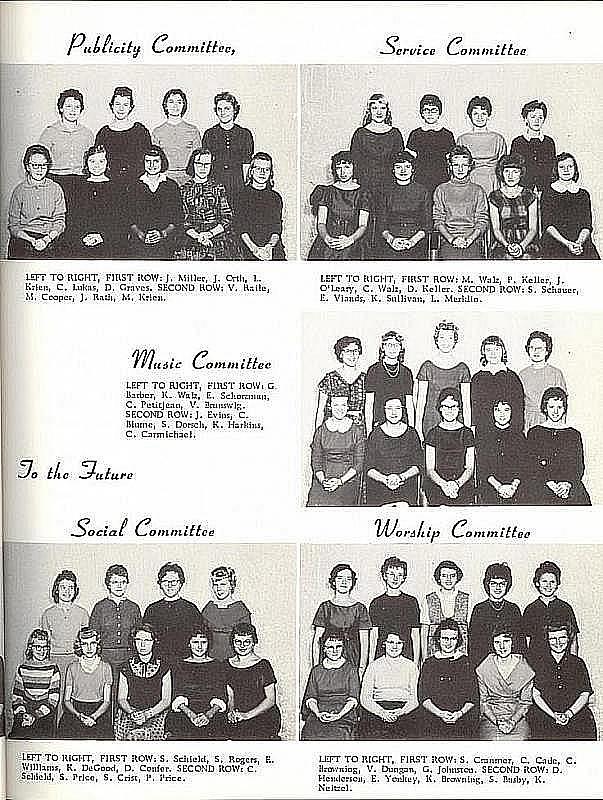 Publicity Committee,
LEFT TO RIGHT, FIRST ROW: J. Miller, J. Orth, L.
Krien, C. Lukas, D. Graves. SECOND ROW: V. Raile,
M. Cooper, J. Rath, M. Krien.
Service Committee
LEFT TO RIGHT, FIRST ROW: M. Walz, P. Keller, J.
O'Leary, C. Walz, D. Keller. SECOND ROW: S. Schauer,
E. Viands, K. Sullivan, L. Merklin.
Music Committee
LEFT TO RIGHT, FIRST ROW: G.
Barber, K. Walz, E. Schorzman,
C. Petitjean, V. Brunswig.
SECOND ROW: J. Evins, C.
Blume, S. Dorsch, K. Harkins,
C. Carmichael.
To the Future
Social Committee
LEFT TO RIGHT, FIRST ROW: S. Schield, S. Rogers, E.
Williams, K. DeGood, D. Confer. SECOND ROW: C.
Schield, S. Price, S. Crist, P. Price.
Worship Committee
LEFT TO RIGHT, FIRST ROW: S. Cranmer, C. Cade, C.
Browning, V. Dungan, G. Johnston. SECOND ROW: D.
Henderson, E. Yonkey, K. Browning, S. Busby, K.
Neitzel.